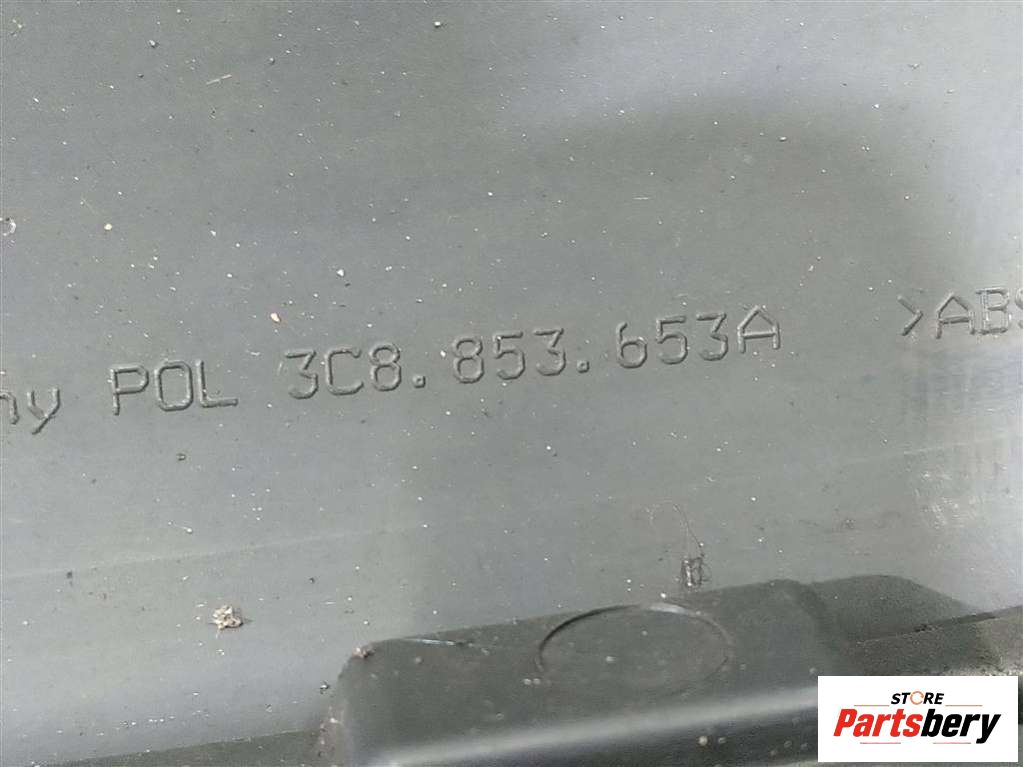 POL 3C8.853.653A >ABS
STORE
Partsbery